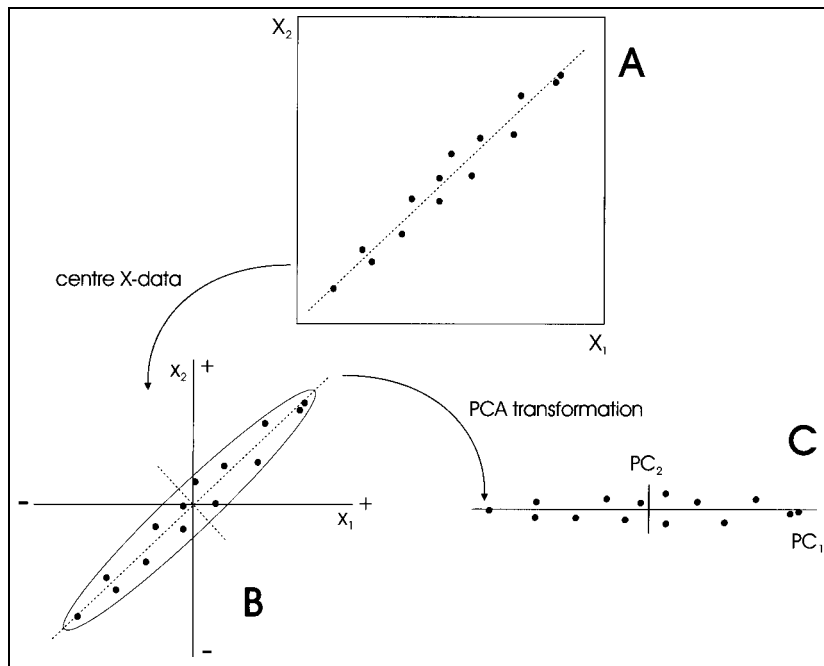 X₂
A
X₁
centre X-data
x₂ +
- x₁ +
B
-
PCA transformation
C
PC₂
PC₁